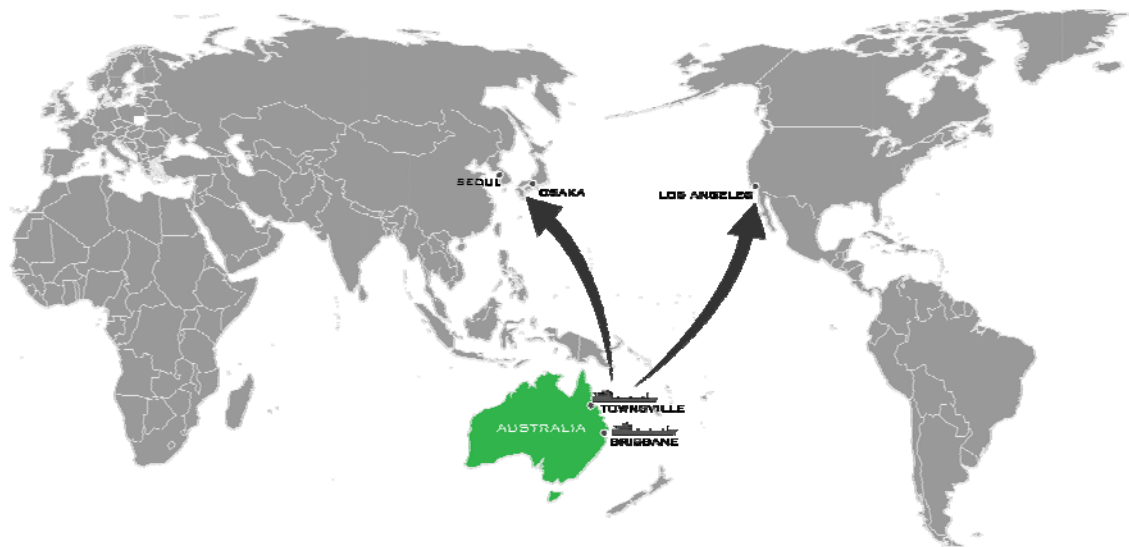 SEOUL
OSAKA
LOS ANGELES
TOWNSVILLE
AUSTRALIA
BRISBANE